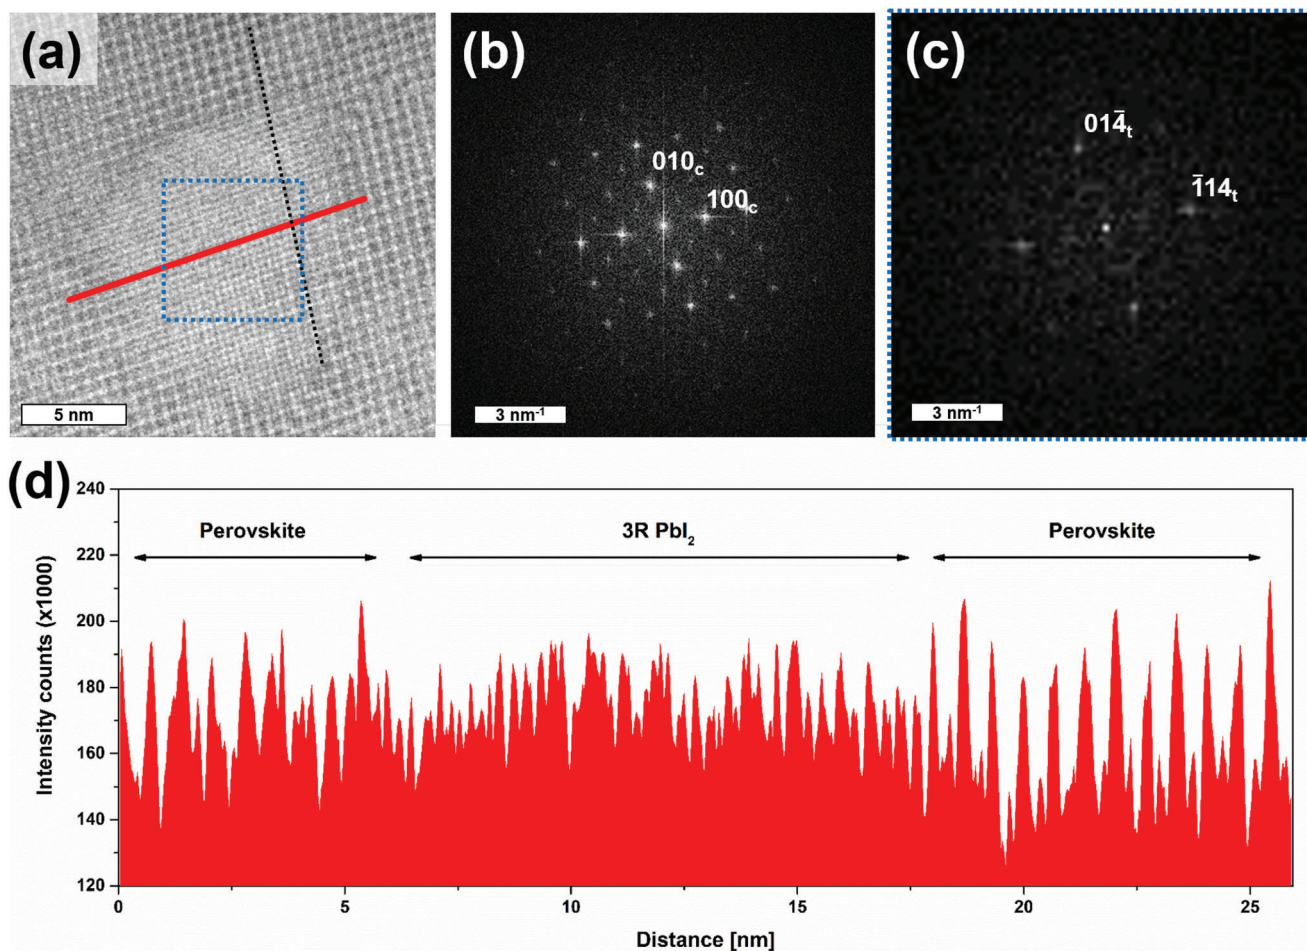 (a)
5 nm
(b)
010c
100c
3 nm⁻¹
(c)
014̄t
1̄14t
3 nm⁻¹
(d)
240
220
200
180
160
140
120
Intensity counts (x1000)
Perovskite
3R PbI₂
Perovskite
0
5
10
15
20
25
Distance [nm]